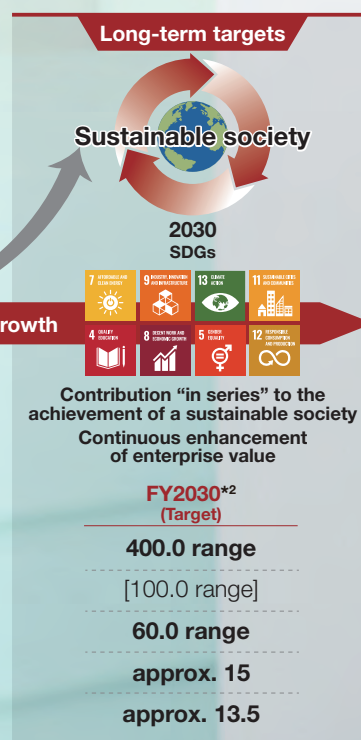 Long-term targets
Sustainable society
2030
SDGs
7 AFFORDABLE AND CLEAN ENERGY
9 INDUSTRY, INNOVATION AND INFRASTRUCTURE
13 CLIMATE ACTION
11 SUSTAINABLE CITIES AND COMMUNITIES
rowth
4 QUALITY EDUCATION
8 DECENT WORK AND ECONOMIC GROWTH
5 GENDER EQUALITY
12 RESPONSIBLE CONSUMPTION AND PRODUCTION
Contribution “in series” to the
achievement of a sustainable society
Continuous enhancement
of enterprise value
FY2030*2
(Target)
400.0 range
[100.0 range]
60.0 range
approx. 15
approx. 13.5